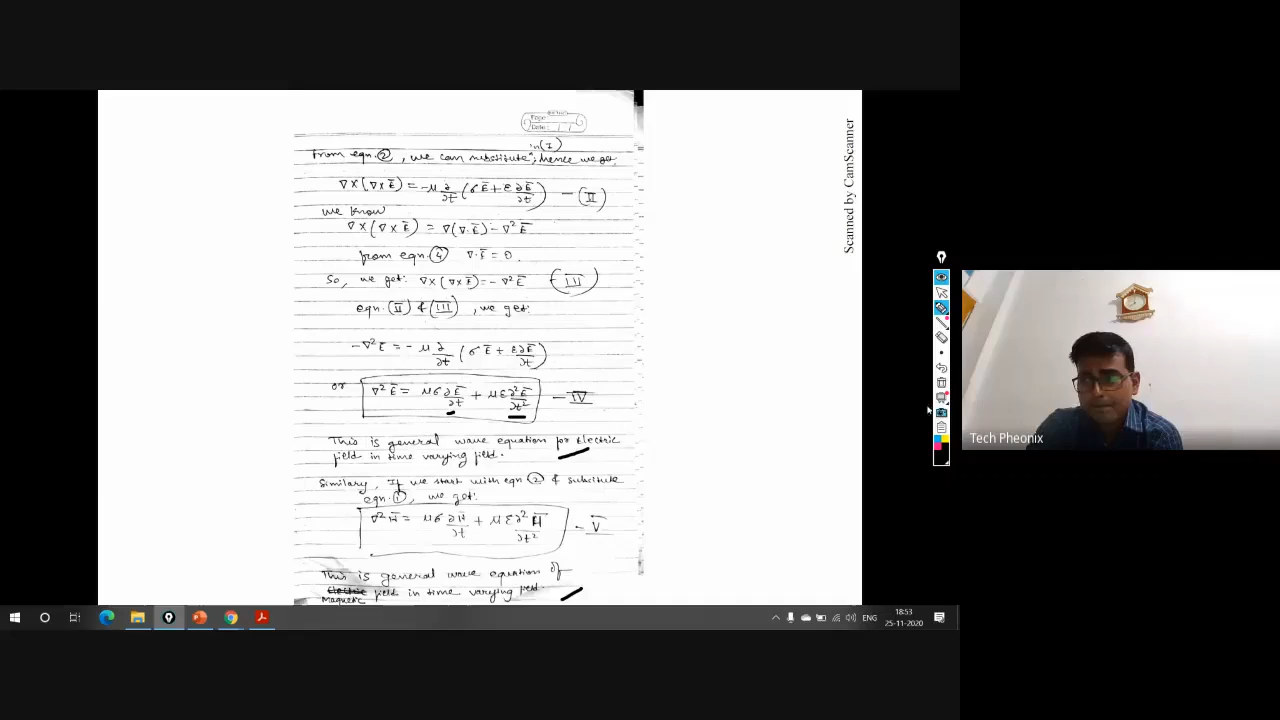 Page:
Date: / /
From eqn. ②, we can substitute in (I), hence we get,
∇×(∇×E̅) = -μ ∂/∂t (σE̅ + ε ∂E̅/∂t) — (II)
we know
∇×(∇×E̅) = ∇(∇·E̅) - ∇²E̅
from eqn. ④ ∇·E̅ = 0.
So, we get: ∇×(∇×E̅) = -∇²E̅ — (III)
eqn. (II) & (III), we get:
-∇²E̅ = -μ ∂/∂t (σE̅ + ε ∂E̅/∂t)
or ∇²E̅ = μσ ∂E̅/∂t + με ∂²E̅/∂t² — IV
This is general wave equation for Electric
field in time varying field.
Similary, If we start with eqn ② & substitute
eqn. ①, we get:
∇²H̅ = μσ ∂H̅/∂t + με ∂²H̅/∂t² - V
This is general wave equation of
Magnetic field in time varying field.
Scanned by CamScanner
Tech Pheonix
ENG
18:53
25-11-2020